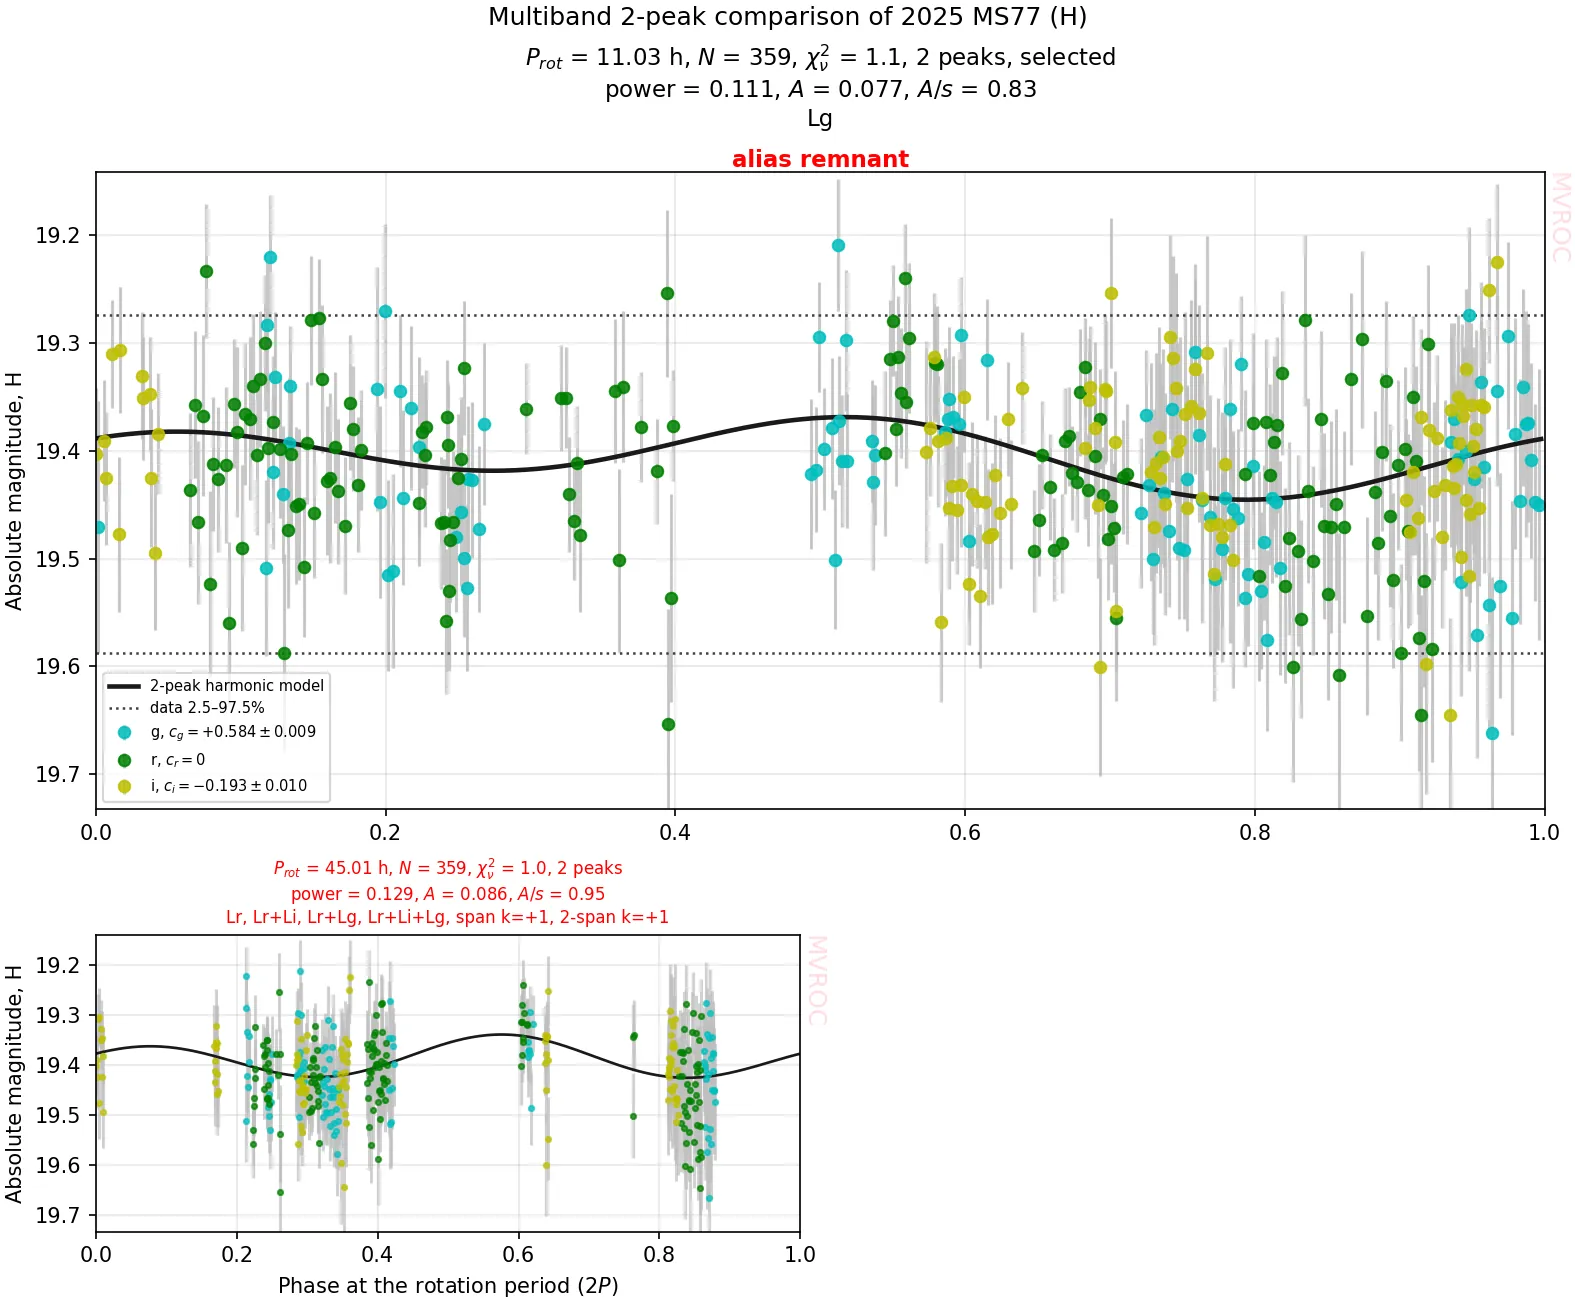 Multiband 2-peak comparison of 2025 MS77 (H)
P_rot = 11.03 h, N = 359, χ²_ν = 1.1, 2 peaks, selected
power = 0.111, A = 0.077, A/s = 0.83
Lg
alias remnant
MVROC
Absolute magnitude, H
19.2
19.3
19.4
19.5
19.6
19.7
2-peak harmonic model
data 2.5–97.5%
g, c_g = +0.584 ± 0.009
r, c_r = 0
i, c_i = −0.193 ± 0.010
0.0 0.2 0.4 0.6 0.8 1.0
P_rot = 45.01 h, N = 359, χ²_ν = 1.0, 2 peaks
power = 0.129, A = 0.086, A/s = 0.95
Lr, Lr+Li, Lr+Lg, Lr+Li+Lg, span k=+1, 2-span k=+1
MVROC
Absolute magnitude, H
19.2
19.3
19.4
19.5
19.6
19.7
0.0 0.2 0.4 0.6 0.8 1.0
Phase at the rotation period (2P)